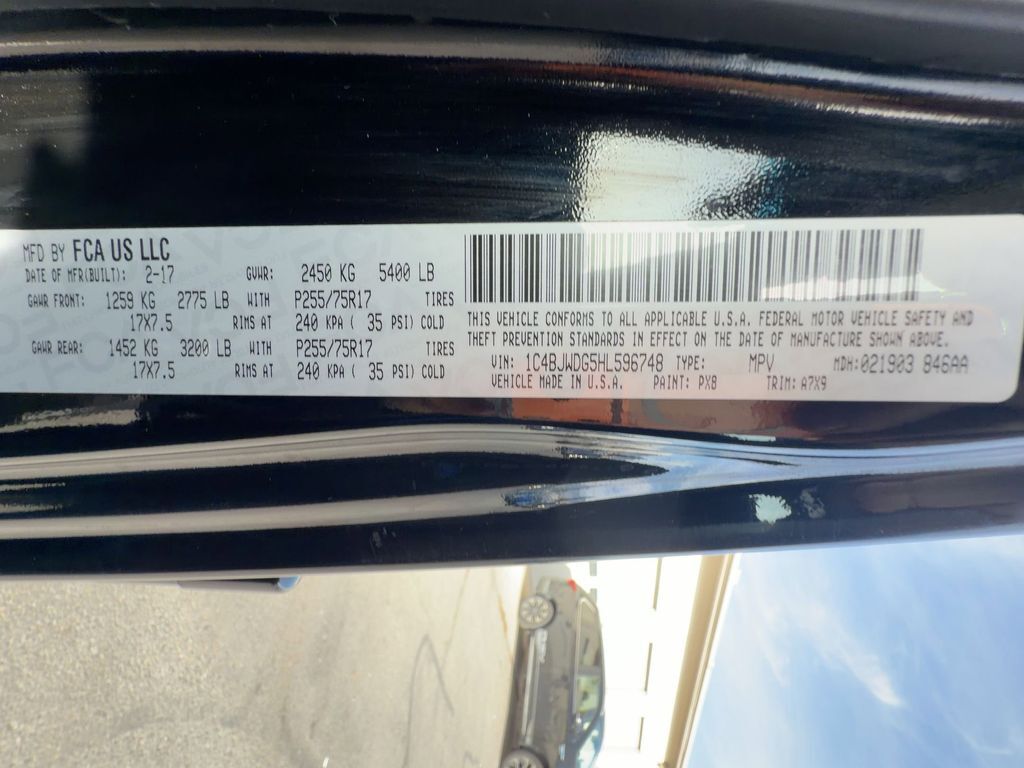 MFD BY FCA US LLC
DATE OF MFR(BUILT): 2-17 GVWR: 2450 KG 5400 LB
GAWR FRONT: 1259 KG 2775 LB WITH P255/75R17 TIRES
17X7.5 RIMS AT 240 KPA ( 35 PSI) COLD
GAWR REAR: 1452 KG 3200 LB WITH P255/75R17 TIRES
17X7.5 RIMS AT 240 KPA ( 35 PSI) COLD
THIS VEHICLE CONFORMS TO ALL APPLICABLE U.S.A. FEDERAL MOTOR VEHICLE SAFETY AND
THEFT PREVENTION STANDARDS IN EFFECT ON THE DATE OF MANUFACTURE SHOWN ABOVE.
VIN: 1C4BJWDG5HL596748 TYPE: MPV MDH:021903 846AA
VEHICLE MADE IN U.S.A. PAINT: PX8 TRIM: A7X9